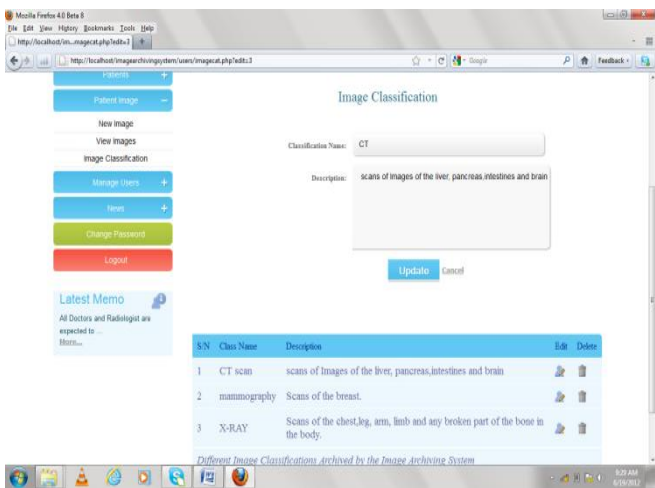 Mozilla Firefox 4.0 Beta 8
File Edit View History Bookmarks Tools Help
http://localhost/im...magecat.php?edit=3
http://localhost/imagearchivingsystem/users/imagecat.php?edit=3
Google
Feedback
Patients
Patient Image
New Image
View Images
Image Classification
Manage Users
News
Change Password
Logout
Latest Memo
All Doctors and Radiologist are
expected to ...
More...
Image Classification
Classification Name: CT
Description: scans of Images of the liver, pancreas,intestines and brain
Update Cancel
S/N Class Name Description Edit Delete
1 CT scan scans of Images of the liver, pancreas,intestines and brain
2 mammography Scans of the breast.
3 X-RAY Scans of the chest,leg, arm, limb and any broken part of the bone in
the body.
Different Image Classifications Archived by the Image Archiving System
9:29 AM
6/19/2012